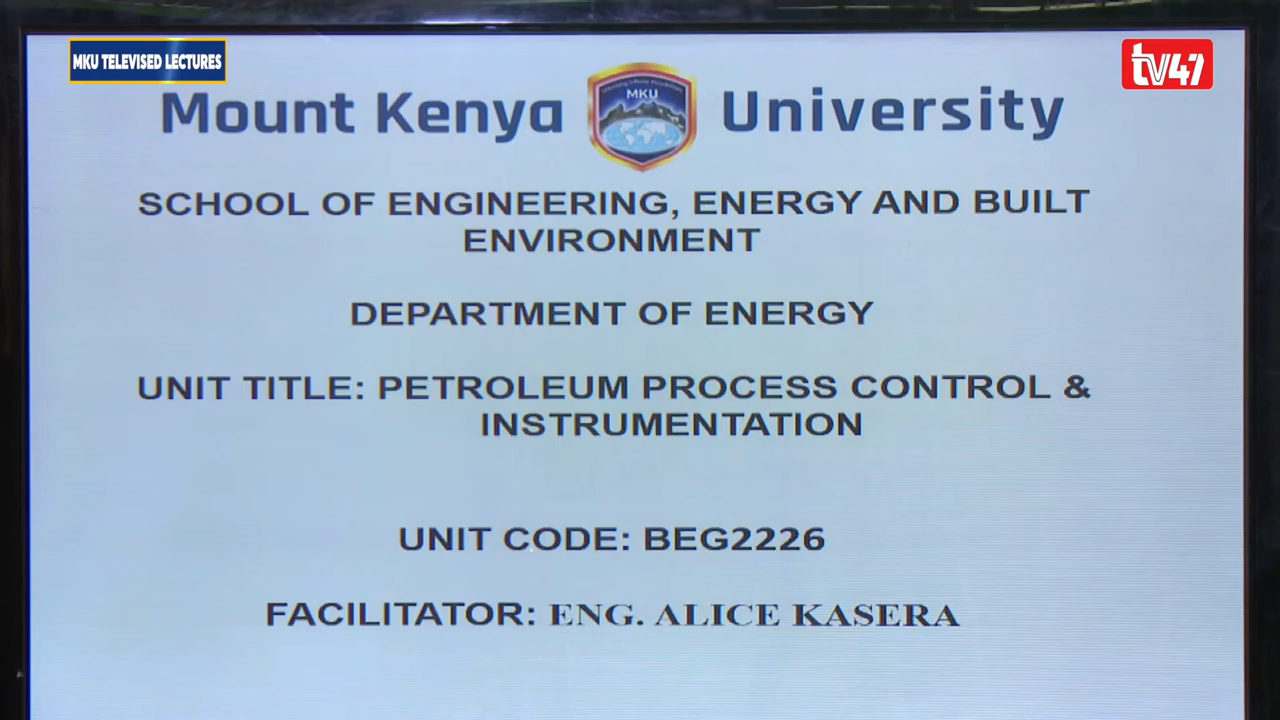 MKU TELEVISED LECTURES
tv47
Mount Kenya MKU University
SCHOOL OF ENGINEERING, ENERGY AND BUILT
ENVIRONMENT
DEPARTMENT OF ENERGY
UNIT TITLE: PETROLEUM PROCESS CONTROL &
INSTRUMENTATION
UNIT CODE: BEG2226
FACILITATOR: ENG. ALICE KASERA